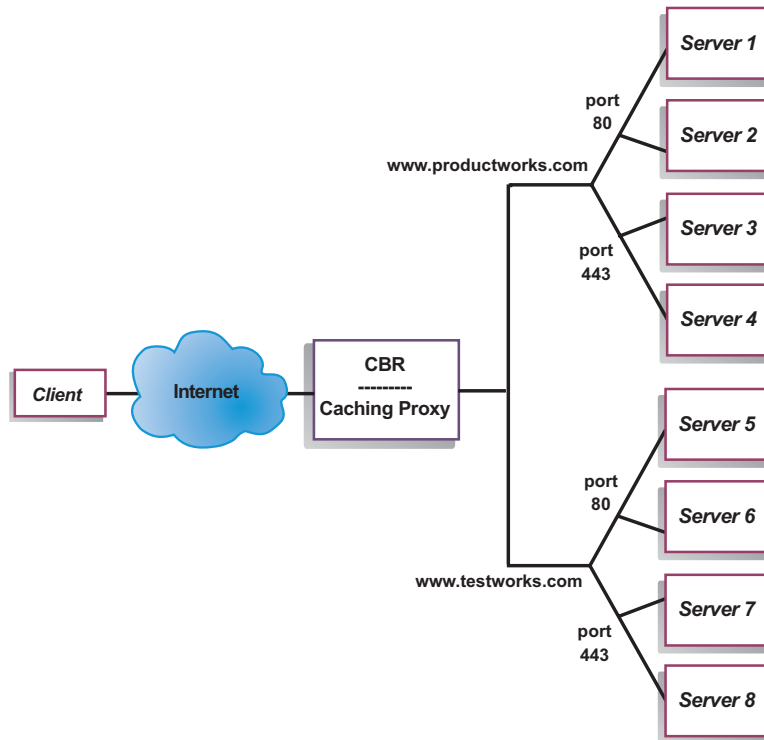 Server 1
port
80
Server 2
www.productworks.com
Server 3
port
443
Server 4
Client
Internet
CBR
---------
Caching Proxy
Server 5
port
80
Server 6
www.testworks.com
Server 7
port
443
Server 8